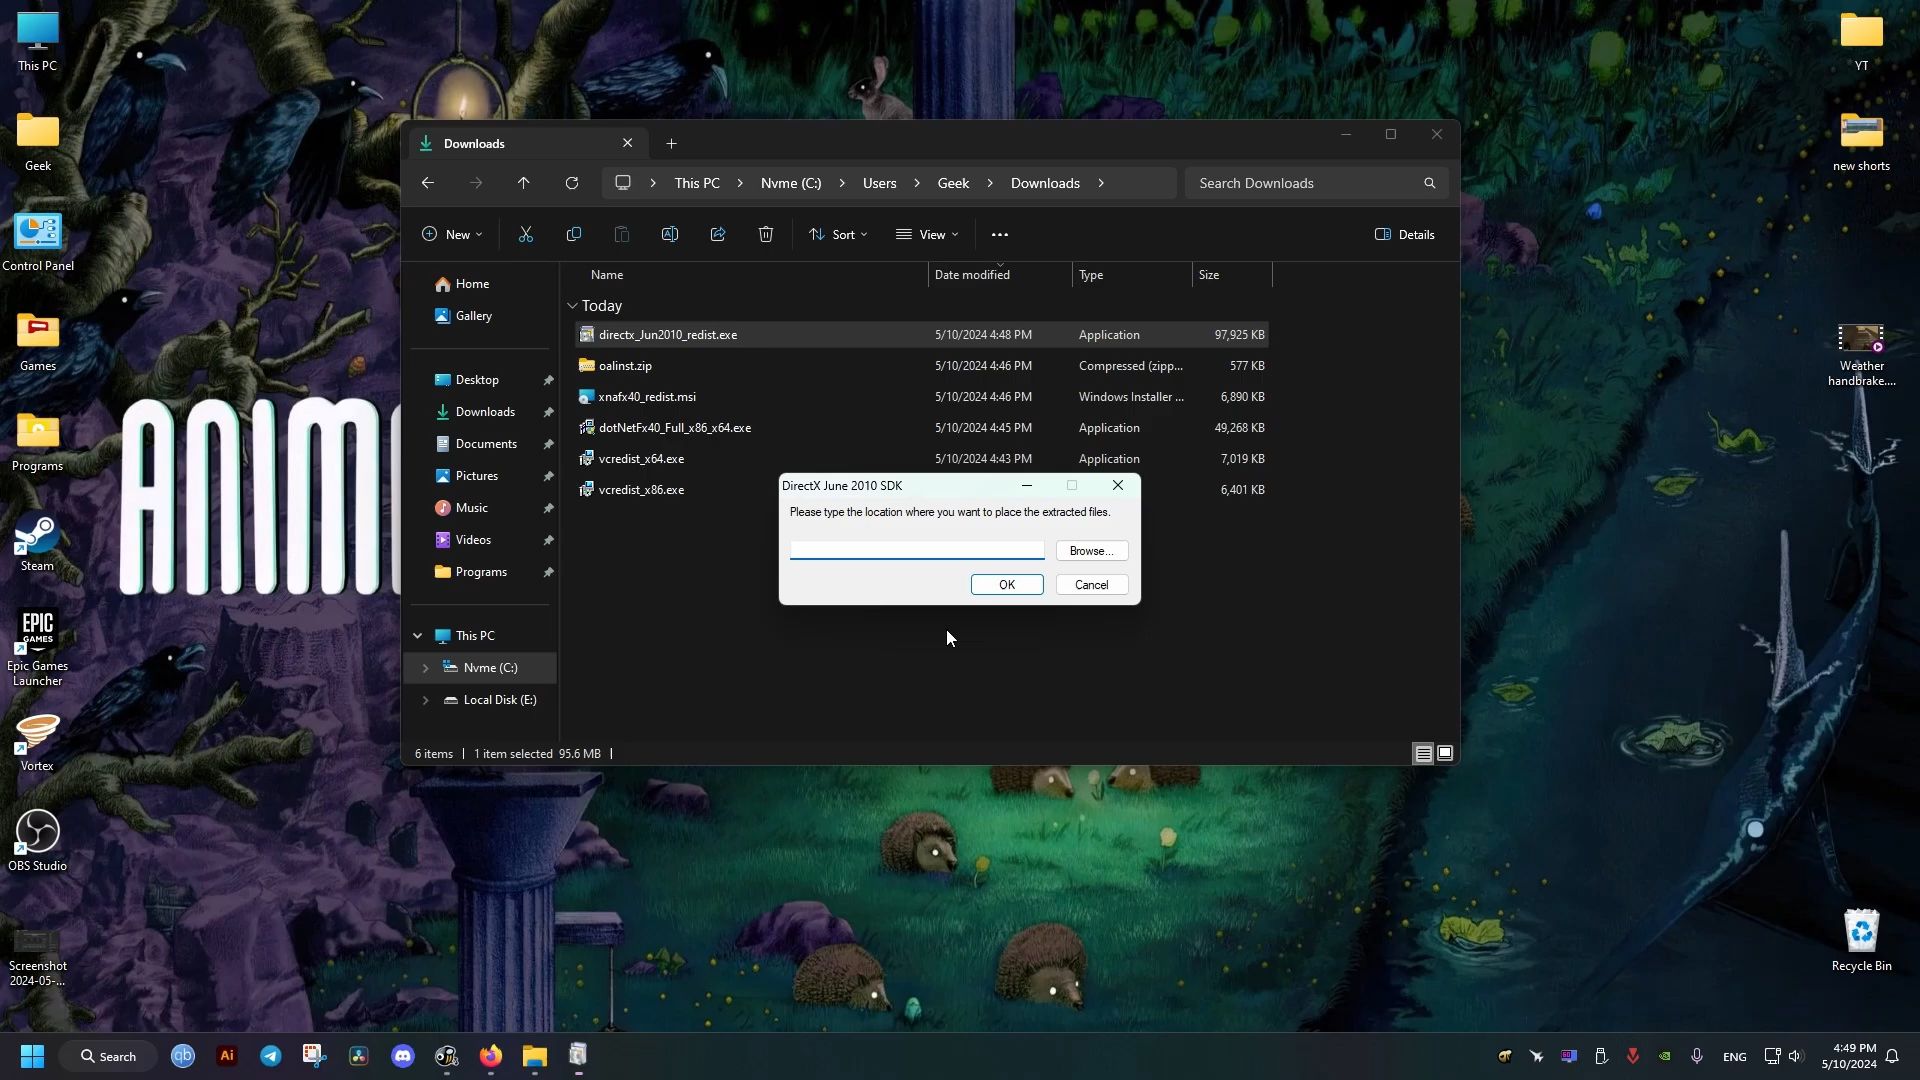 This PC
Geek
Control Panel
Games
Programs
Steam
EPIC
GAMES
Epic Games
Launcher
Vortex
OBS Studio
Screenshot
2024-05-...
ANIM
Downloads
This PC
Nvme (C:)
Users
Geek
Downloads
Search Downloads
New
Sort
View
Details
Home
Gallery
Desktop
Downloads
Documents
Pictures
Music
Videos
Programs
This PC
Nvme (C:)
Local Disk (E:)
Name Date modified Type Size
Today
directx_Jun2010_redist.exe 5/10/2024 4:48 PM Application 97,925 KB
oalinst.zip 5/10/2024 4:46 PM Compressed (zipp... 577 KB
xnafx40_redist.msi 5/10/2024 4:46 PM Windows Installer ... 6,890 KB
dotNetFx40_Full_x86_x64.exe 5/10/2024 4:45 PM Application 49,268 KB
vcredist_x64.exe 5/10/2024 4:43 PM Application 7,019 KB
vcredist_x86.exe 6,401 KB
DirectX June 2010 SDK
Please type the location where you want to place the extracted files.
Browse...
OK
Cancel
6 items 1 item selected 95.6 MB
YT
new shorts
Weather
handbrake....
Recycle Bin
Search
qb
Ai
ENG
4:49 PM
5/10/2024